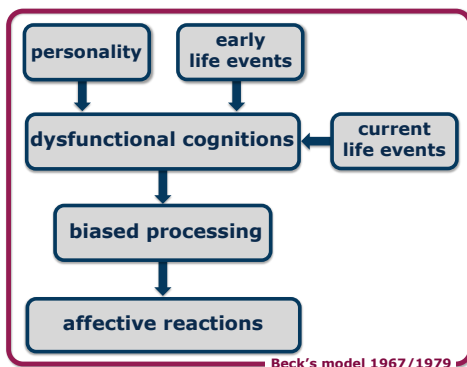 personality
early
life events
dysfunctional cognitions
current
life events
biased processing
affective reactions
Beck's model 1967/1979